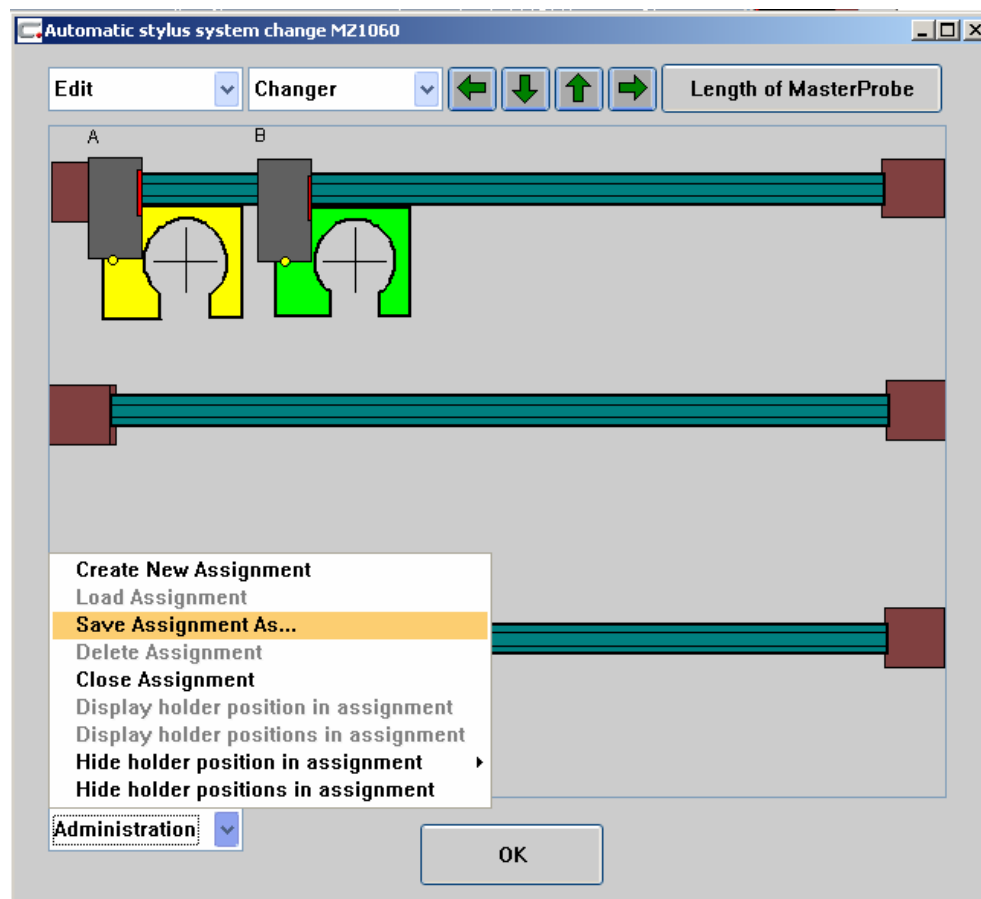 Automatic stylus system change MZ1060
Edit Changer Length of MasterProbe
A B
Create New Assignment
Load Assignment
Save Assignment As...
Delete Assignment
Close Assignment
Display holder position in assignment
Display holder positions in assignment
Hide holder position in assignment
Hide holder positions in assignment
Administration
OK